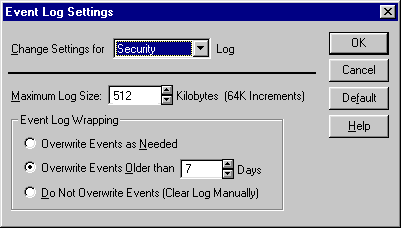 Event Log Settings
Change Settings for Security Log
OK
Cancel
Maximum Log Size: 512 Kilobytes (64K Increments)
Default
Event Log Wrapping
Help
Overwrite Events as Needed
Overwrite Events Older than 7 Days
Do Not Overwrite Events (Clear Log Manually)